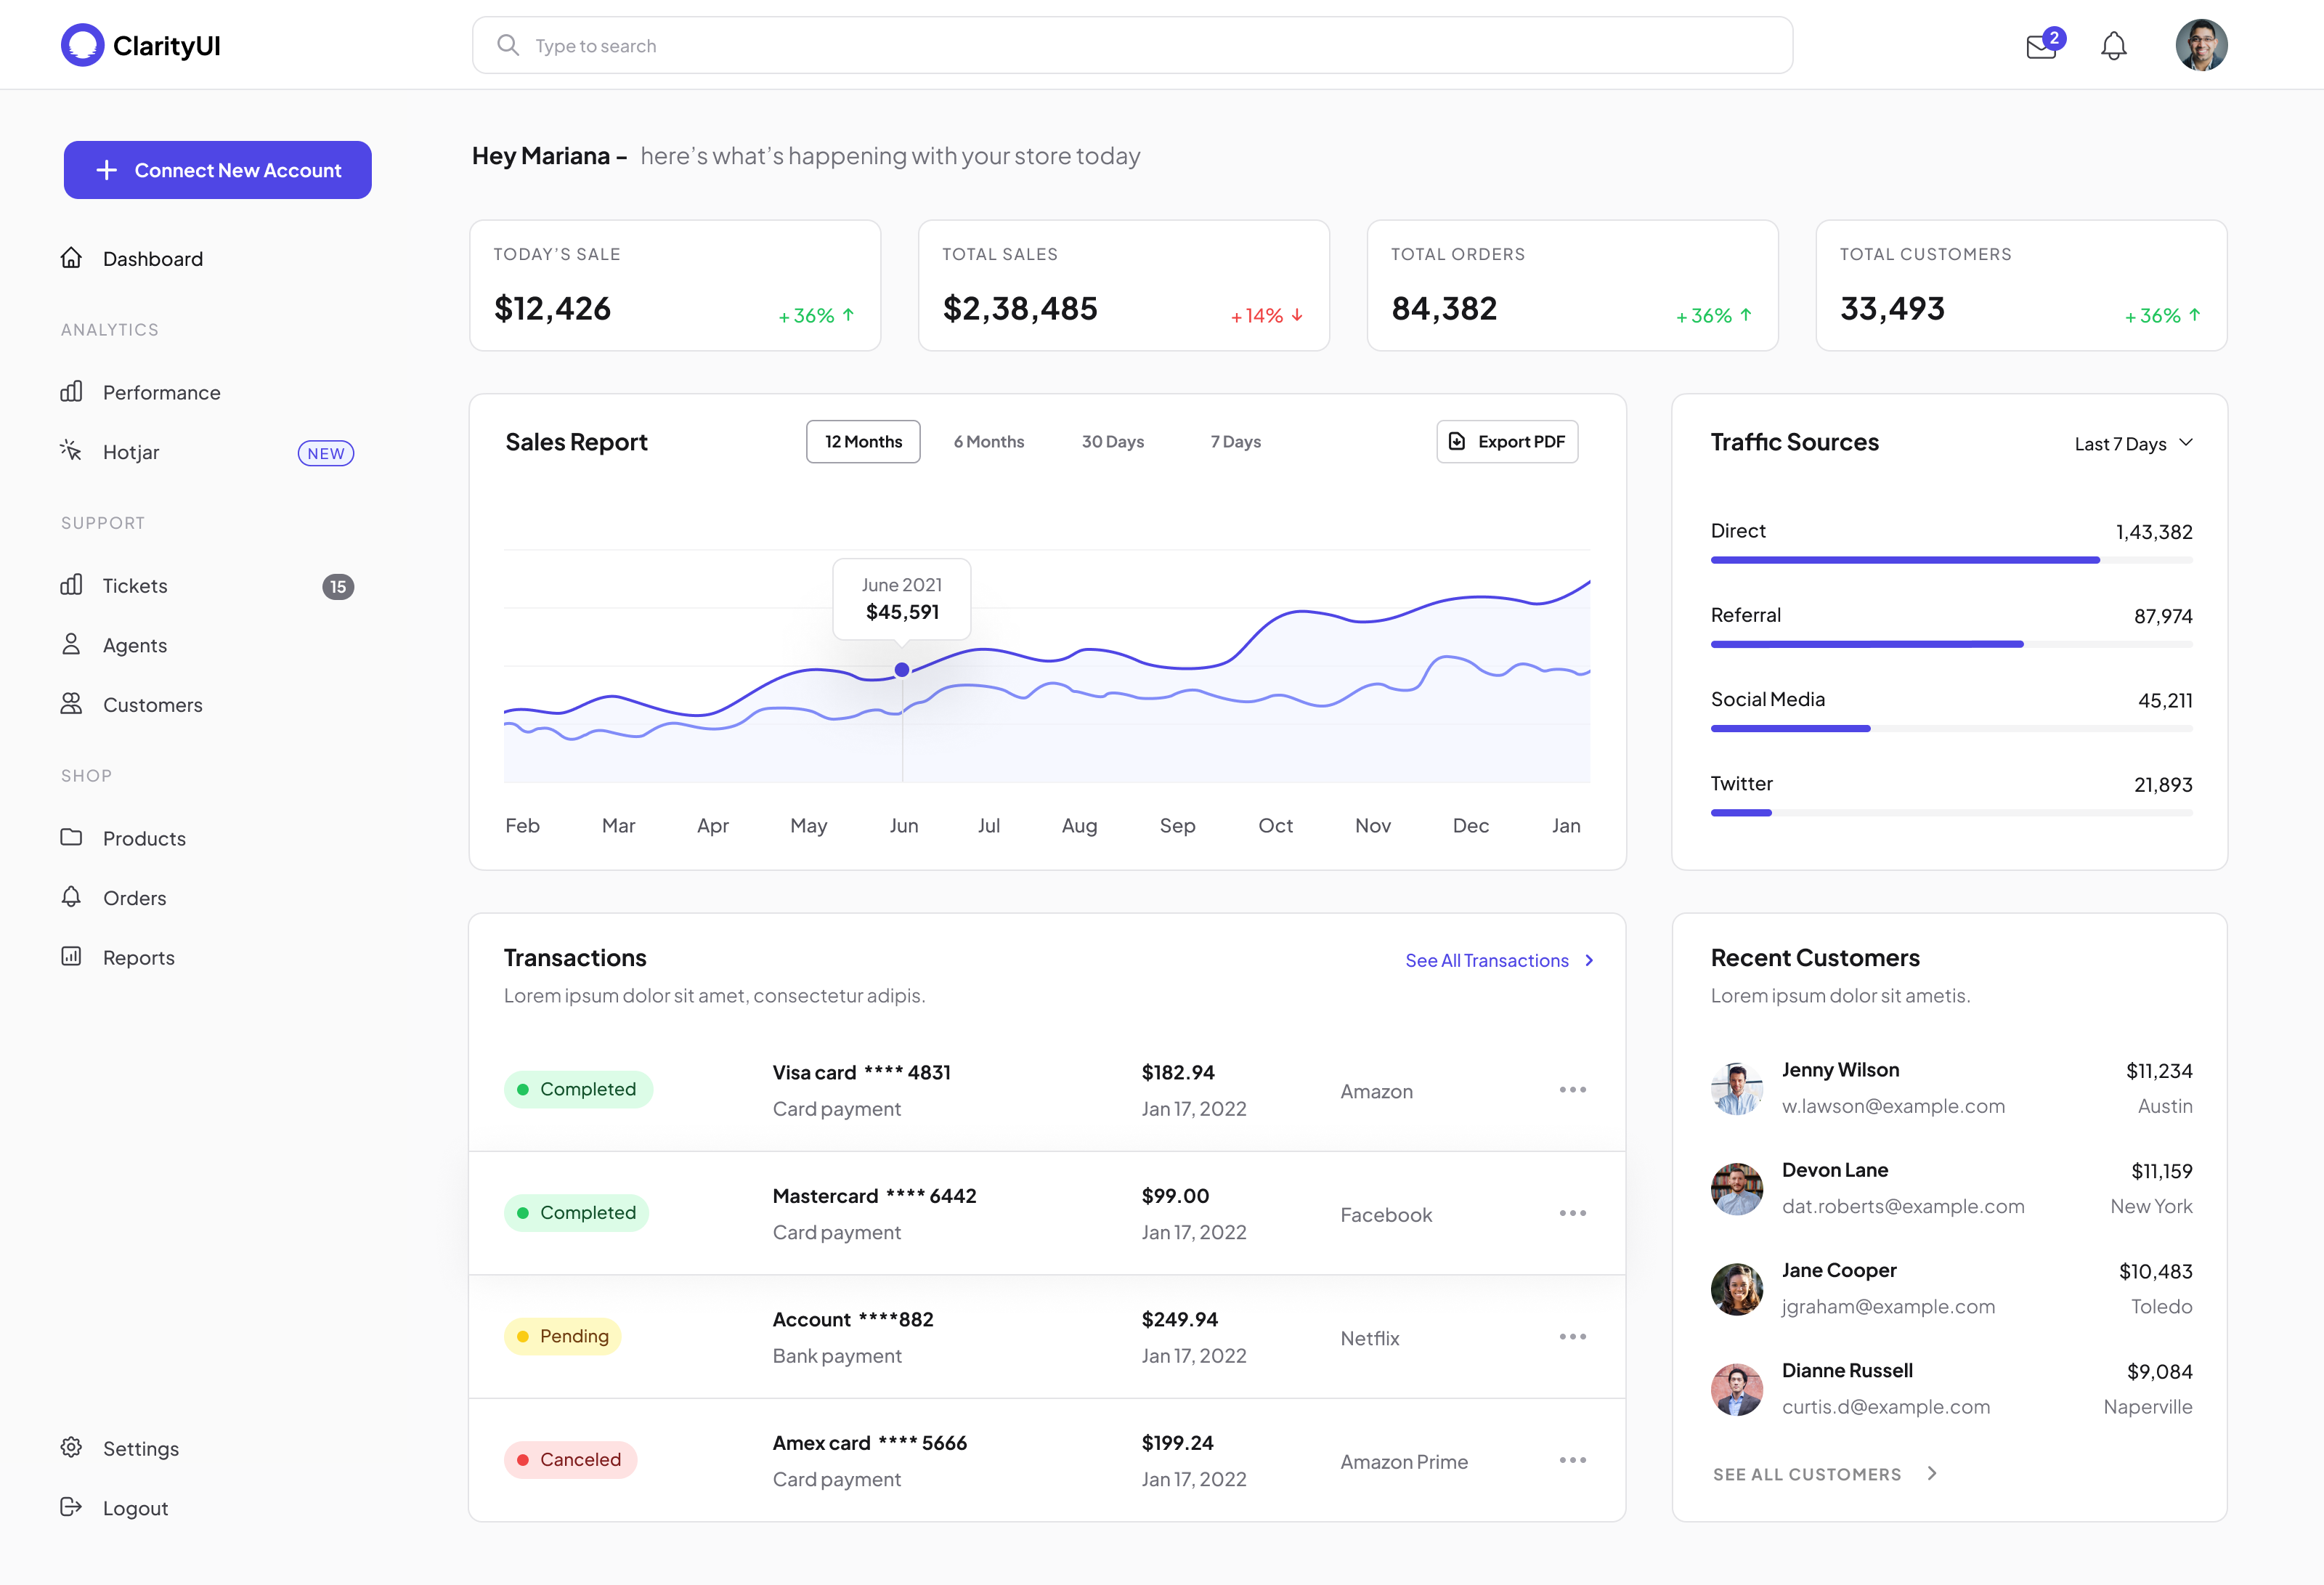 ClarityUI
Type to search
2
Connect New Account
Dashboard
ANALYTICS
Performance
Hotjar NEW
SUPPORT
Tickets 15
Agents
Customers
SHOP
Products
Orders
Reports
Settings
Logout
Hey Mariana – here’s what’s happening with your store today
TODAY’S SALE
$12,426 + 36% ↑
TOTAL SALES
$2,38,485 + 14% ↓
TOTAL ORDERS
84,382 + 36% ↑
TOTAL CUSTOMERS
33,493 + 36% ↑
Sales Report 12 Months 6 Months 30 Days 7 Days Export PDF
June 2021
$45,591
Feb Mar Apr May Jun Jul Aug Sep Oct Nov Dec Jan
Traffic Sources Last 7 Days
Direct 1,43,382
Referral 87,974
Social Media 45,211
Twitter 21,893
Transactions See All Transactions
Lorem ipsum dolor sit amet, consectetur adipis.
Completed
Visa card **** 4831
Card payment
$182.94
Jan 17, 2022
Amazon
Completed
Mastercard **** 6442
Card payment
$99.00
Jan 17, 2022
Facebook
Pending
Account ****882
Bank payment
$249.94
Jan 17, 2022
Netflix
Canceled
Amex card **** 5666
Card payment
$199.24
Jan 17, 2022
Amazon Prime
Recent Customers
Lorem ipsum dolor sit ametis.
Jenny Wilson $11,234
w.lawson@example.com Austin
Devon Lane $11,159
dat.roberts@example.com New York
Jane Cooper $10,483
jgraham@example.com Toledo
Dianne Russell $9,084
curtis.d@example.com Naperville
SEE ALL CUSTOMERS